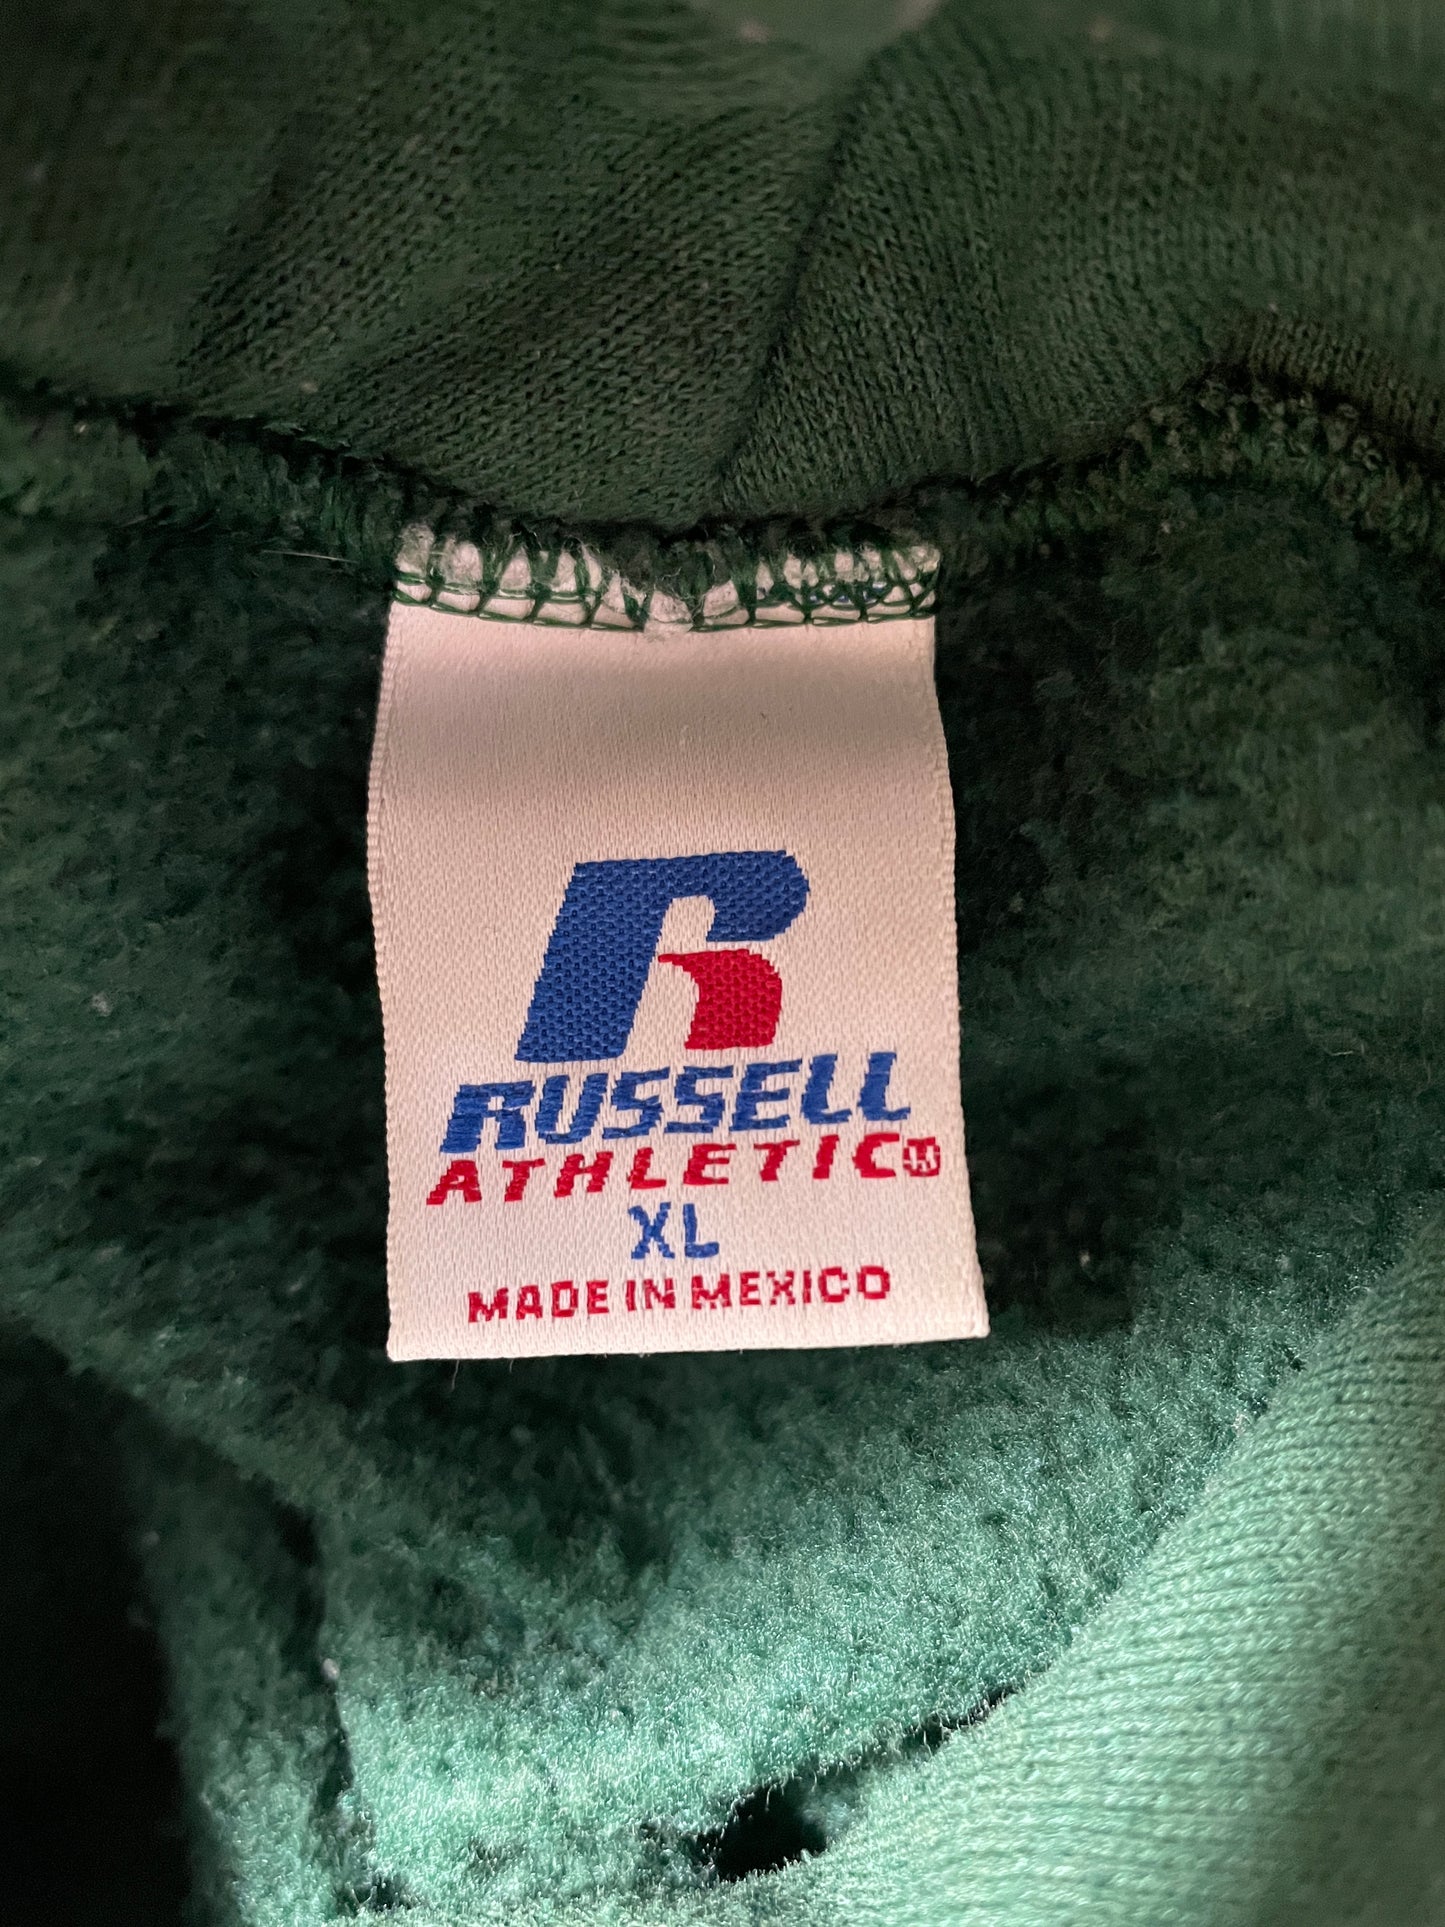 R
RUSSELL
ATHLETIC
XL
MADE IN MEXICO